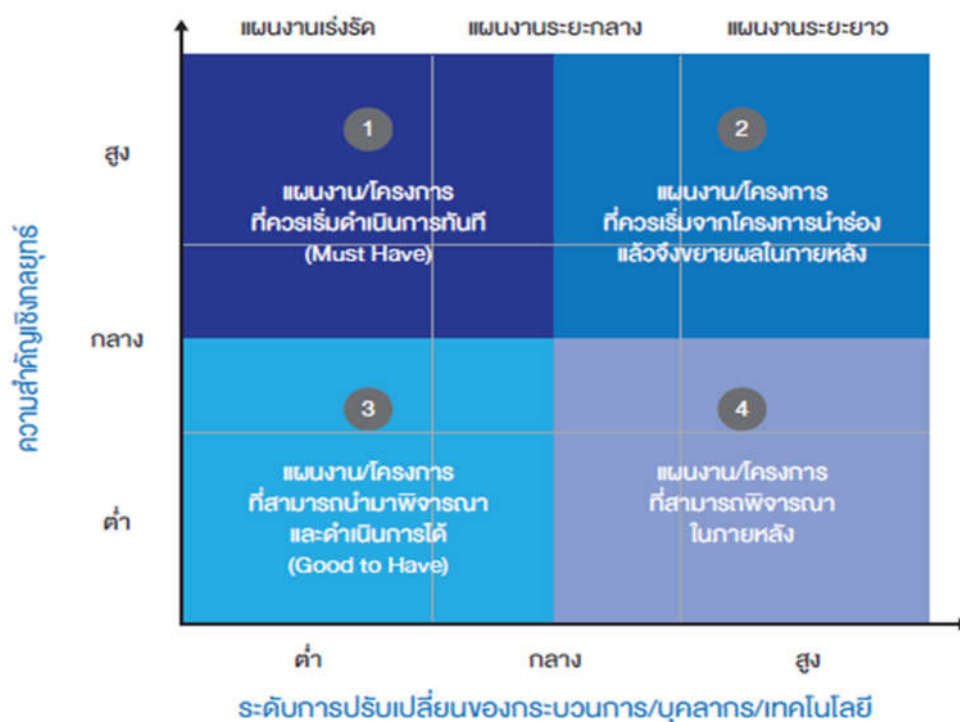 แผนงานเร่งรัด แผนงานระยะกลาง แผนงานระยะยาว
ความสำคัญเชิงกลยุทธ์
สูง
กลาง
ต่ำ
1
แผนงาน/โครงการ
ที่ควรเริ่มดำเนินการทันที
(Must Have)
2
แผนงาน/โครงการ
ที่ควรเริ่มจากโครงการนำร่อง
แล้วจึงขยายผลในภายหลัง
3
แผนงาน/โครงการ
ที่สามารถนำมาพิจารณา
และดำเนินการได้
(Good to Have)
4
แผนงาน/โครงการ
ที่สามารถพิจารณา
ในภายหลัง
ต่ำ กลาง สูง
ระดับการปรับเปลี่ยนของกระบวนการ/บุคลากร/เทคโนโลยี